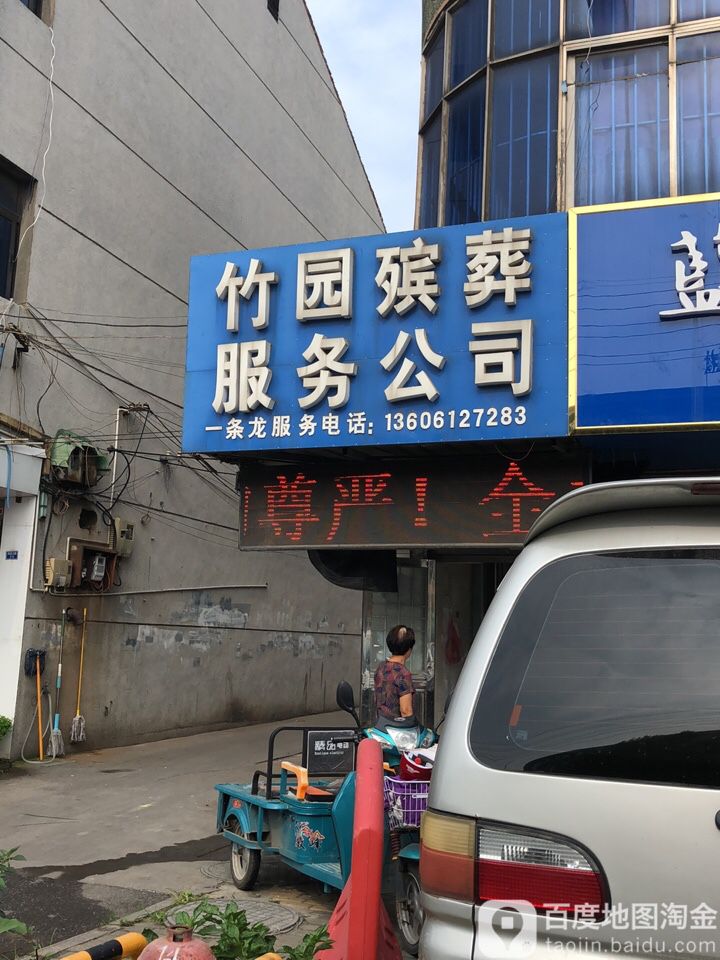 竹园殡葬
服务公司
一条龙服务电话: 13606127283
尊严！全
百度地图淘金
taojin.baidu.com